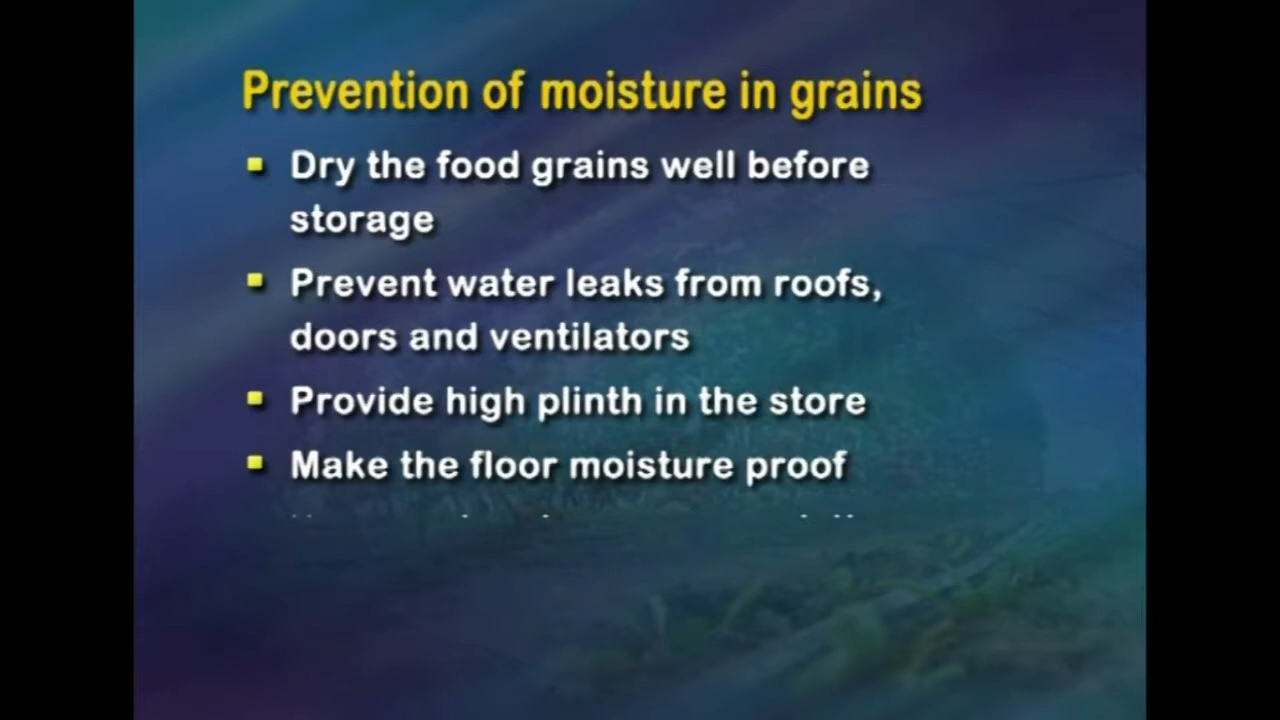 Prevention of moisture in grains
▪ Dry the food grains well before
storage
▪ Prevent water leaks from roofs,
doors and ventilators
▪ Provide high plinth in the store
▪ Make the floor moisture proof